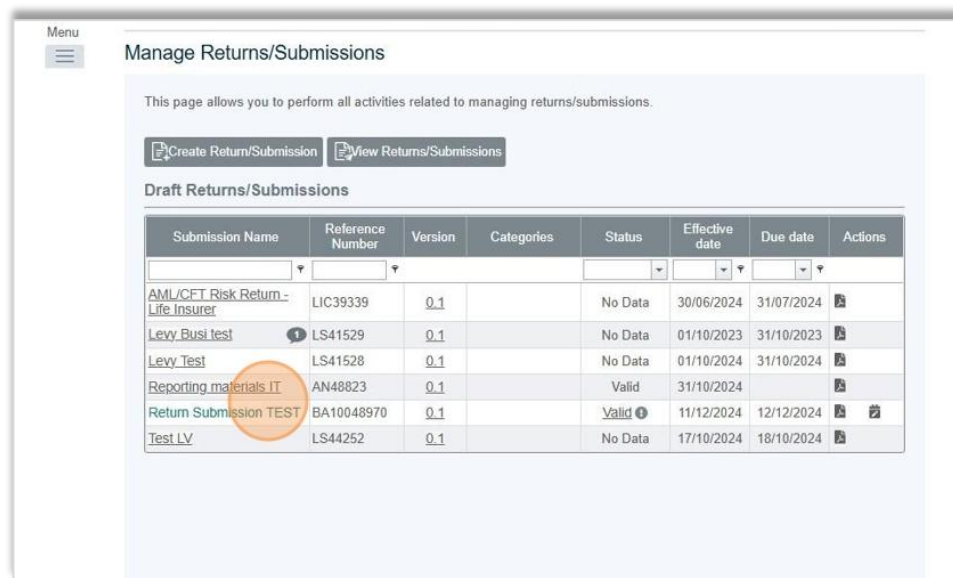 Menu
Manage Returns/Submissions
This page allows you to perform all activities related to managing returns/submissions.
Create Return/Submission View Returns/Submissions
Draft Returns/Submissions
Submission Name Reference Number Version Categories Status Effective date Due date Actions
AML/CFT Risk Return - Life Insurer LIC39339 0.1 No Data 30/06/2024 31/07/2024
Levy Busi test 1 LS41529 0.1 No Data 01/10/2023 31/10/2023
Levy Test LS41528 0.1 No Data 01/10/2024 31/10/2024
Reporting materials IT AN48823 0.1 Valid 31/10/2024
Return Submission TEST BA10048970 0.1 Valid 11/12/2024 12/12/2024
Test LV LS44252 0.1 No Data 17/10/2024 18/10/2024